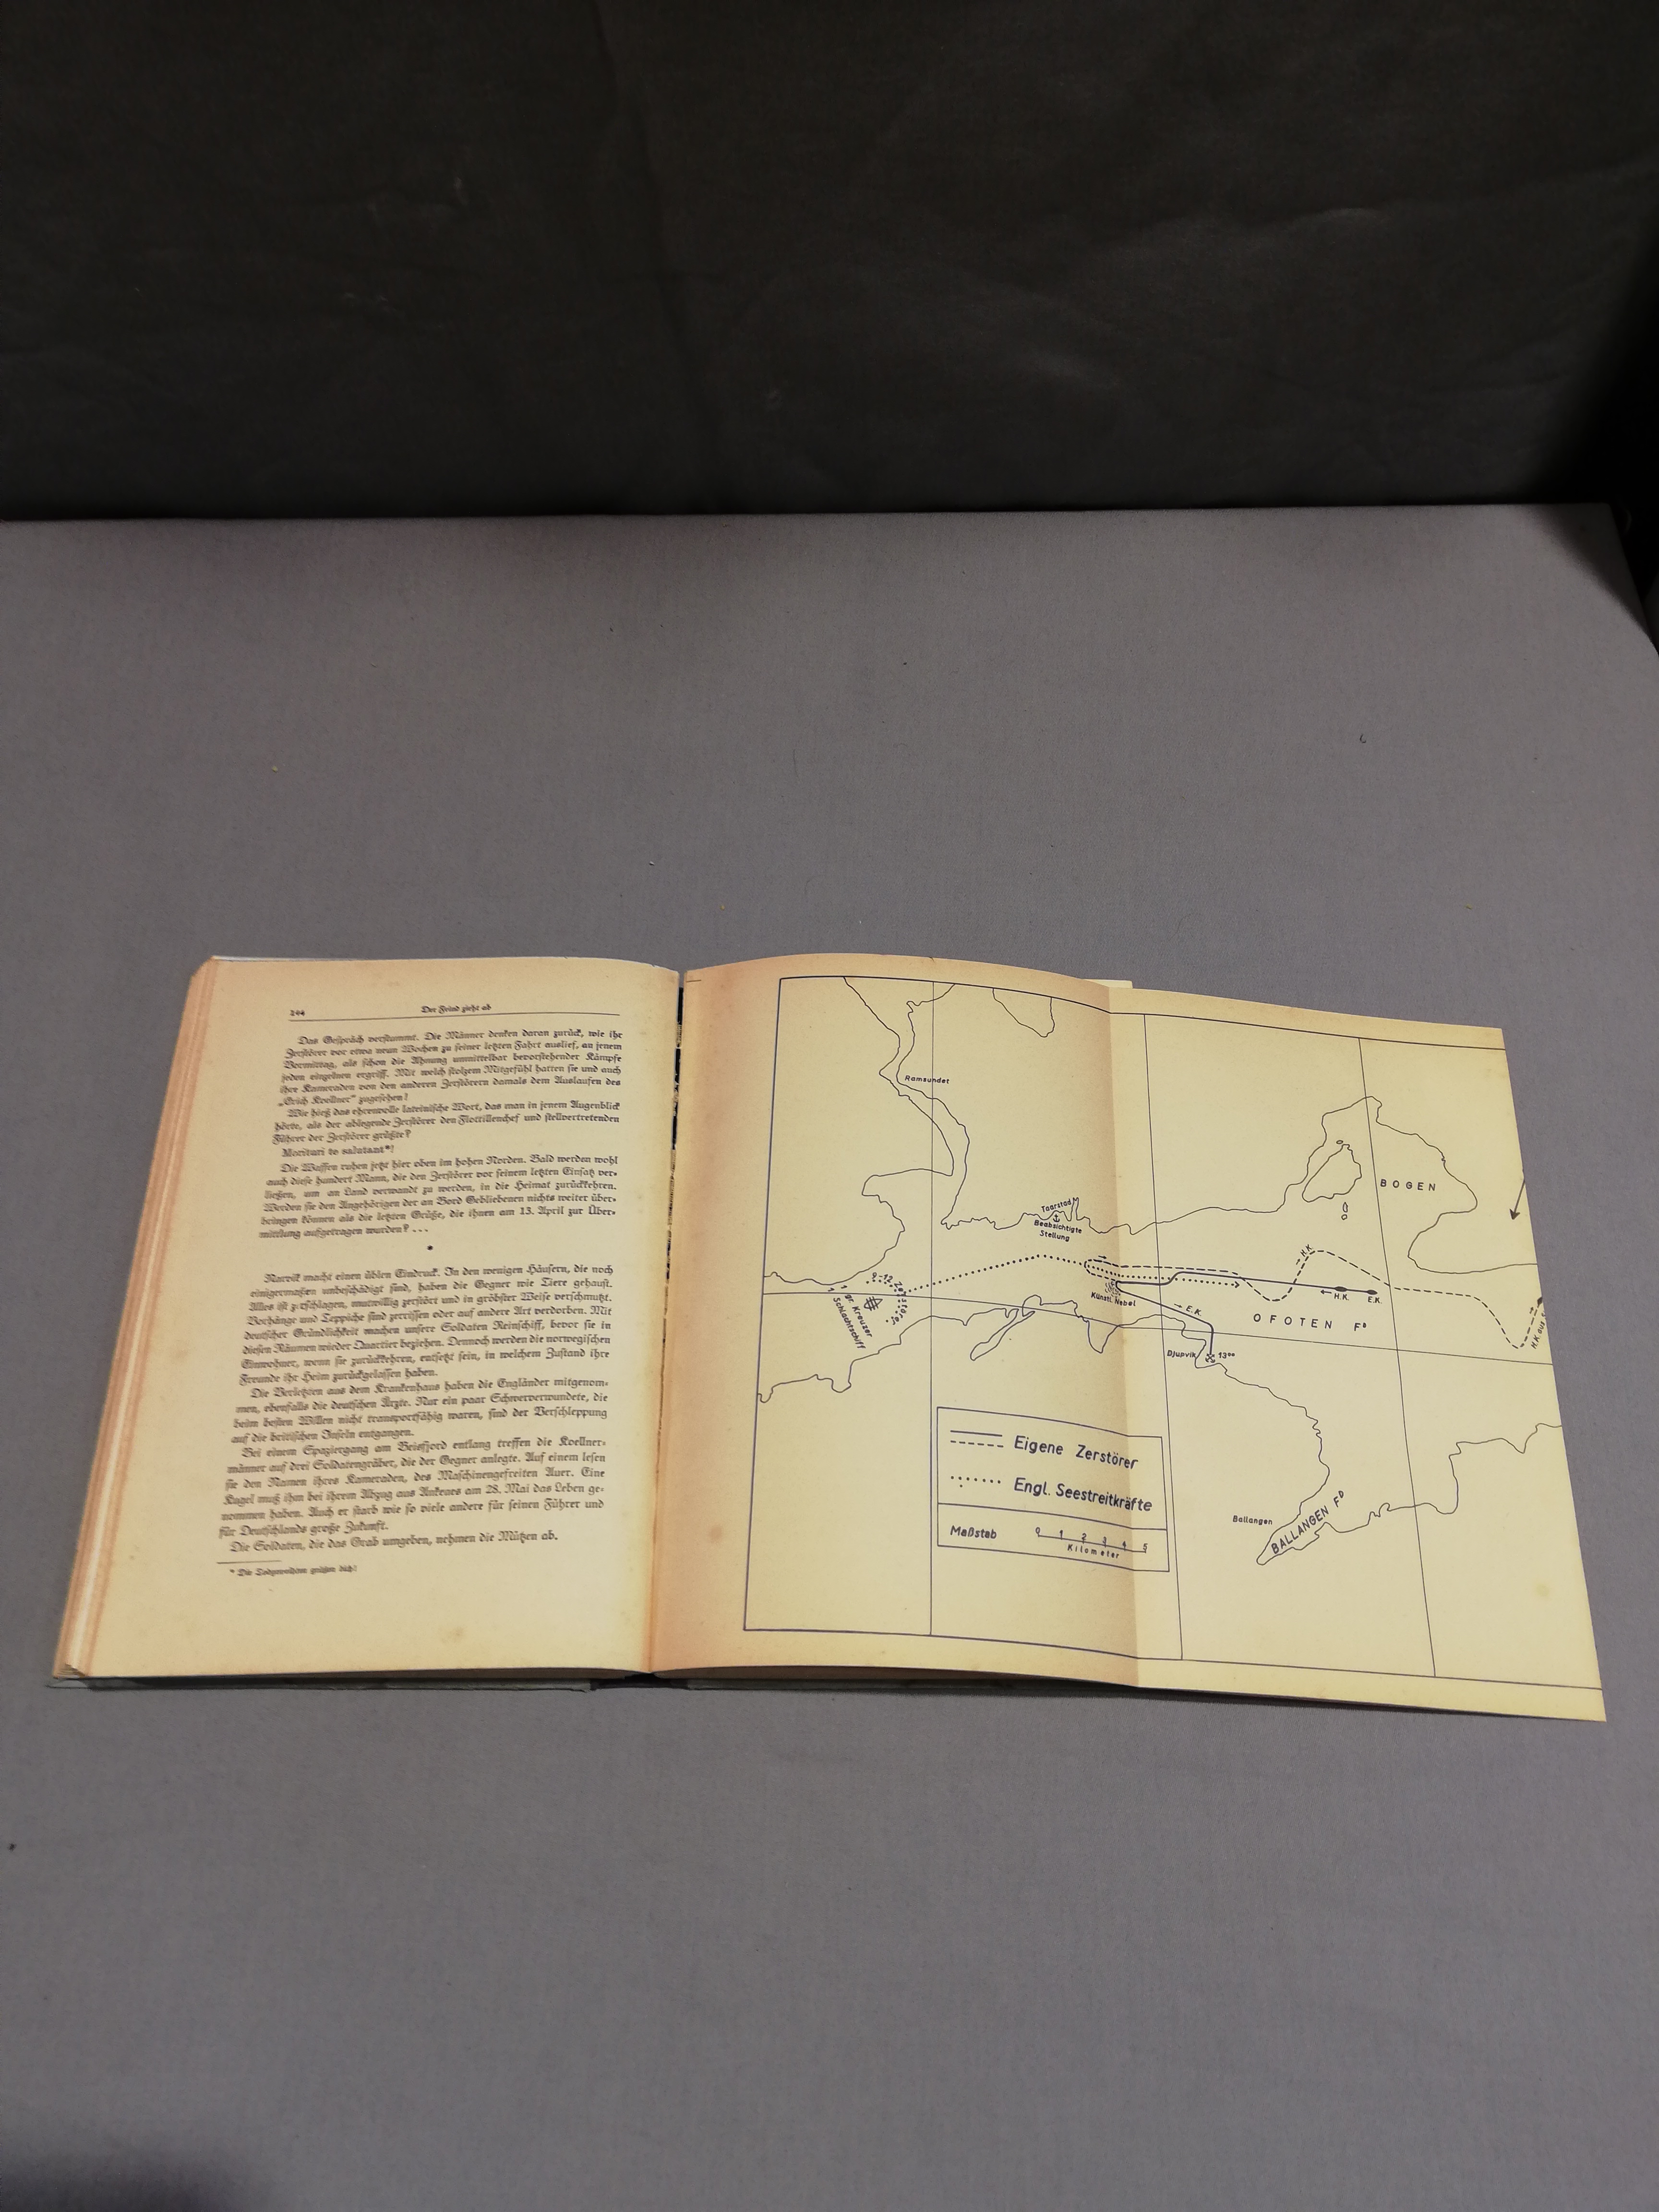 204
Der Feind zieht ab
Das Gespräch verstummt. Die Männer denken daran zurück, wie ihr
Zerstörer vor etwa neun Wochen zu seiner letzten Fahrt auslief, an jenem
Vormittag, als schon die Ahnung unmittelbar bevorstehender Kämpfe
jeden einzelnen ergriff. Mit welch stolzem Mitgefühl hatten sie und auch
ihre Kameraden von den anderen Zerstörern damals dem Auslaufen des
„Erich Koellner“ zugesehen!
Wie hieß das ehrenvolle lateinische Wort, das man in jenem Augenblick
hörte, als der ablegende Zerstörer den Flottillenchef und stellvertretenden
Führer der Zerstörer grüßte?
Morituri te salutant*!
Die Waffen ruhen jetzt hier oben im hohen Norden. Bald werden wohl
auch diese hundert Mann, die den Zerstörer vor seinem letzten Einsatz ver-
ließen, um an Land verwandt zu werden, in die Heimat zurückkehren.
Werden sie den Angehörigen der an Bord Gebliebenen nichts weiter über-
bringen können als die letzten Grüße, die ihnen am 13. April zur Über-
mittlung aufgetragen wurden? ...
Narvik macht einen üblen Eindruck. In den wenigen Häusern, die noch
einigermaßen unbeschädigt sind, haben die Gegner wie Tiere gehaust.
Alles ist zerschlagen, mutwillig zerstört und in gröbster Weise verschmutzt.
Vorhänge und Teppiche sind zerrissen oder auf andere Art verdorben. Mit
deutscher Gründlichkeit machen unsere Soldaten Reinschiff, bevor sie in
diesen Räumen wieder Quartier beziehen. Dennoch werden die norwegischen
Einwohner, wenn sie zurückkehren, entsetzt sein, in welchem Zustand ihre
Freunde ihr Heim zurückgelassen haben.
Die Verletzten aus dem Krankenhaus haben die Engländer mitgenom-
men, ebenfalls die deutschen Ärzte. Nur ein paar Schwerverwundete, die
beim besten Willen nicht transportfähig waren, sind der Verschleppung
auf die britischen Inseln entgangen.
Bei einem Spaziergang am Beisfjord entlang treffen die Koellner-
männer auf drei Soldatengräber, die der Gegner anlegte. Auf einem lesen
sie den Namen ihres Kameraden, des Maschinengefreiten Auer. Eine
Kugel muß ihm bei ihrem Abzug aus Ankenes am 28. Mai das Leben ge-
nommen haben. Auch er starb wie so viele andere für seinen Führer und
für Deutschlands große Zukunft.
Die Soldaten, die das Grab umgeben, nehmen die Mützen ab.
* Die Todgeweihten grüßen dich!
Ramsundet
BOGEN
Taarstad
Beabsichtigte
Stellung
H.K.
9-12 Zerstörer
1 gr. Kreuzer
1 Schlachtschiff
Künstl. Nebel
E.K.
H.K.
E.K.
OFOTEN Fᴰ
H.K. aus
Djupvik
13⁰⁰
Eigene Zerstörer
Engl. Seestreitkräfte
Maßstab
0 1 2 3 4 5
Kilometer
Ballangen
BALLANGEN Fᴰ